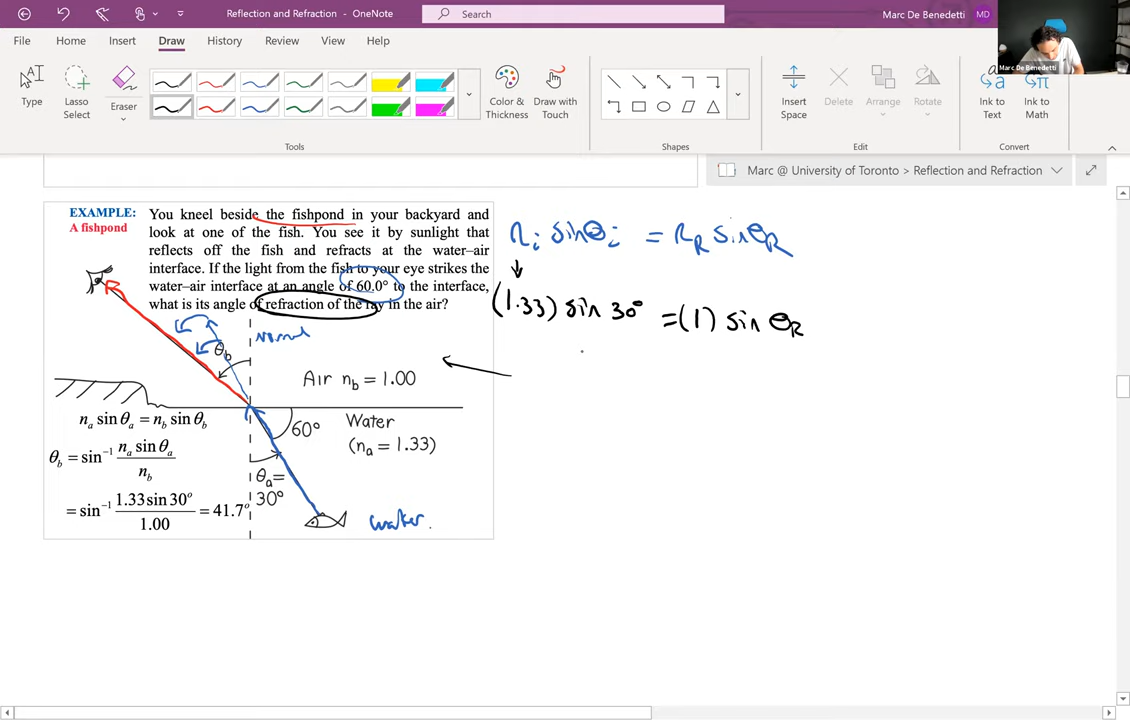 Reflection and Refraction - OneNote
Search
Marc De Benedetti
MD
File Home Insert Draw History Review View Help
Type
Lasso Select
Eraser
Color & Thickness
Draw with Touch
Insert Space
Delete
Arrange
Rotate
Ink to Text
Ink to Math
Marc De Benedetti
Tools
Shapes
Edit
Convert
Marc @ University of Toronto > Reflection and Refraction
EXAMPLE:
A fishpond
You kneel beside the fishpond in your backyard and
look at one of the fish. You see it by sunlight that
reflects off the fish and refracts at the water–air
interface. If the light from the fish to your eye strikes the
water–air interface at an angle of 60.0° to the interface,
what is its angle of refraction of the ray in the air?
Normal
θb
Air nb = 1.00
60°
Water
(na = 1.33)
θa=
30°
water.
na sin θa = nb sin θb
θb = sin⁻¹ na sin θa / nb
= sin⁻¹ 1.33 sin 30° / 1.00 = 41.7°
ni sinθi = nR sinθR
(1.33) sin 30° = (1) sin θR